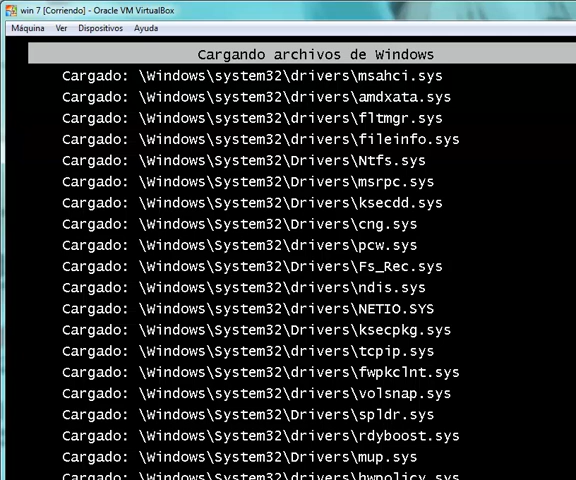 win 7 [Corriendo] - Oracle VM VirtualBox
Máquina Ver Dispositivos Ayuda
Cargando archivos de Windows
Cargado: \Windows\system32\drivers\msahci.sys
Cargado: \Windows\system32\drivers\amdxata.sys
Cargado: \Windows\system32\drivers\fltmgr.sys
Cargado: \Windows\system32\drivers\fileinfo.sys
Cargado: \Windows\System32\Drivers\Ntfs.sys
Cargado: \Windows\System32\Drivers\msrpc.sys
Cargado: \Windows\System32\Drivers\ksecdd.sys
Cargado: \Windows\System32\Drivers\cng.sys
Cargado: \Windows\System32\drivers\pcw.sys
Cargado: \Windows\System32\Drivers\Fs_Rec.sys
Cargado: \Windows\system32\drivers\ndis.sys
Cargado: \Windows\system32\drivers\NETIO.SYS
Cargado: \Windows\System32\Drivers\ksecpkg.sys
Cargado: \Windows\System32\drivers\tcpip.sys
Cargado: \Windows\System32\drivers\fwpkclnt.sys
Cargado: \Windows\system32\drivers\volsnap.sys
Cargado: \Windows\System32\Drivers\spldr.sys
Cargado: \Windows\System32\drivers\rdyboost.sys
Cargado: \Windows\System32\Drivers\mup.sys
Cargado: \Windows\System32\drivers\hwpolicy.sys